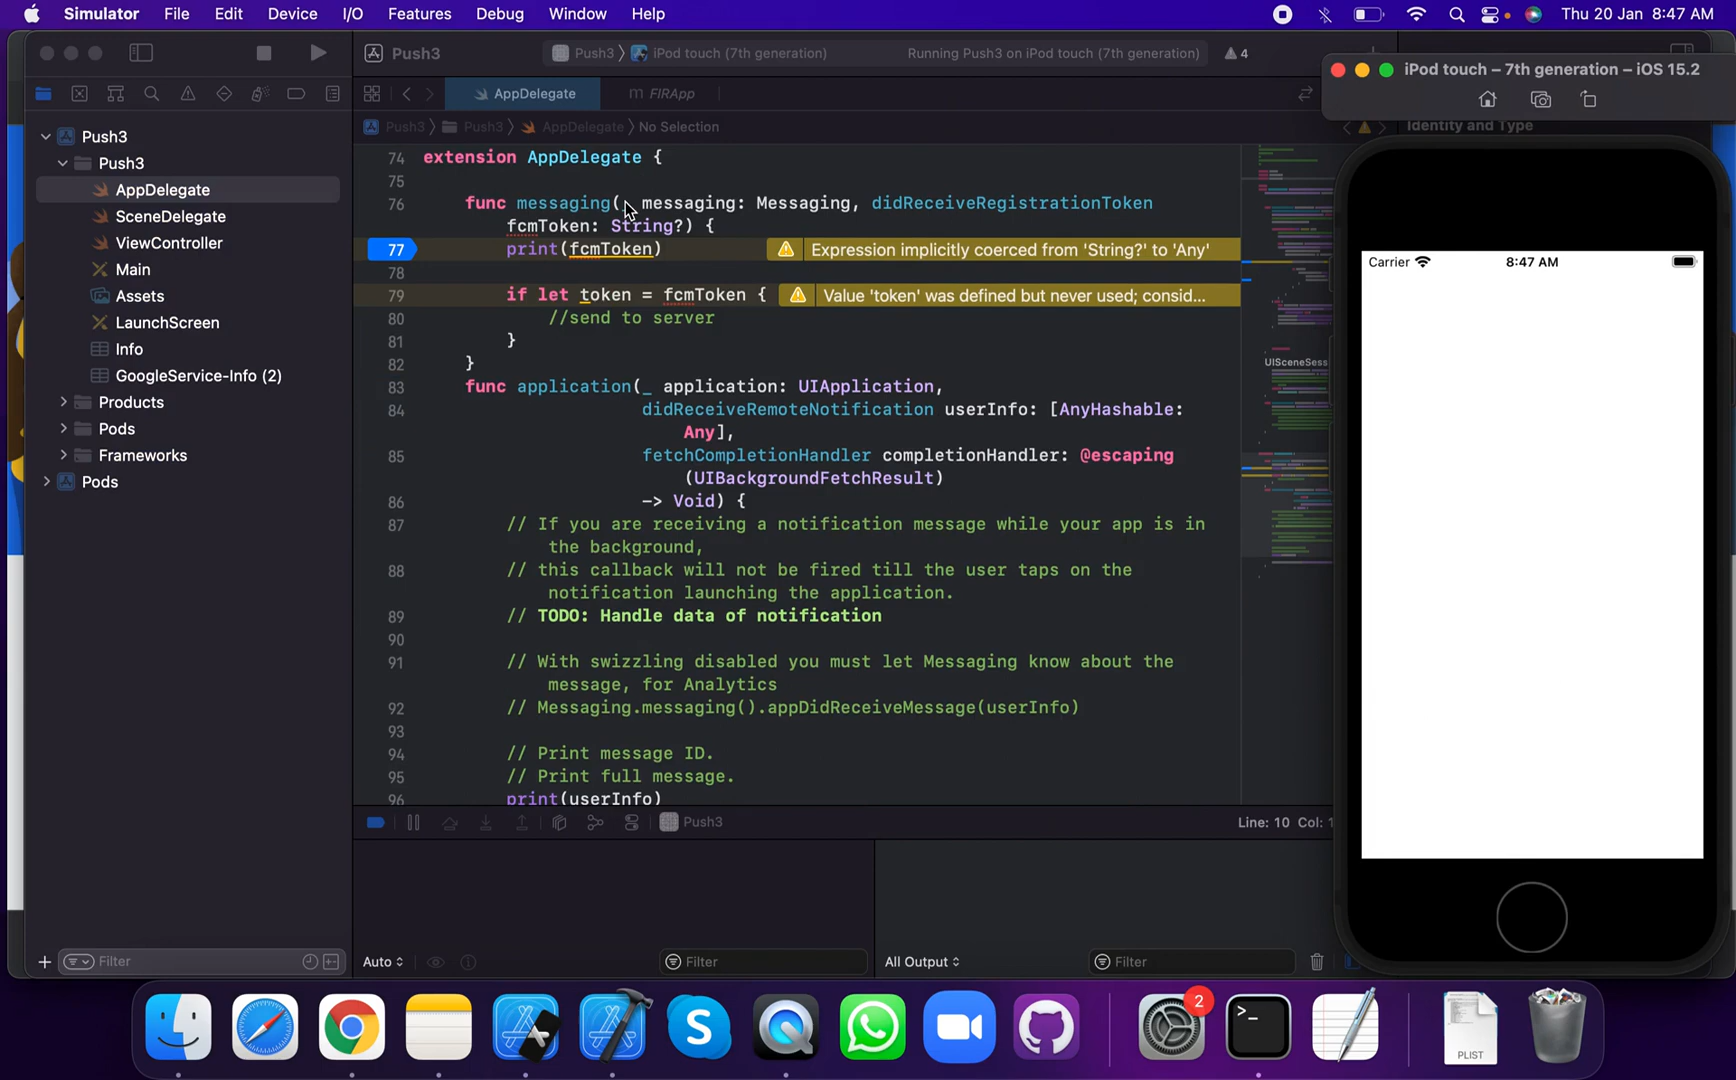 Simulator File Edit Device I/O Features Debug Window Help Thu 20 Jan 8:47 AM
Push3 Push3 iPod touch (7th generation) Running Push3 on iPod touch (7th generation) 4
iPod touch – 7th generation – iOS 15.2
AppDelegate FIRApp
Push3 Push3 AppDelegate No Selection
Identity and Type
Push3
Push3
AppDelegate
SceneDelegate
ViewController
Main
Assets
LaunchScreen
Info
GoogleService-Info (2)
Products
Pods
Frameworks
Pods
Filter
74 extension AppDelegate {
75
76 func messaging(_ messaging: Messaging, didReceiveRegistrationToken
fcmToken: String?) {
77 print(fcmToken) Expression implicitly coerced from 'String?' to 'Any'
78
79 if let token = fcmToken { Value 'token' was defined but never used; consid...
80 //send to server
81 }
82 }
83 func application(_ application: UIApplication,
84 didReceiveRemoteNotification userInfo: [AnyHashable:
Any],
85 fetchCompletionHandler completionHandler: @escaping
(UIBackgroundFetchResult)
86 -> Void) {
87 // If you are receiving a notification message while your app is in
the background,
88 // this callback will not be fired till the user taps on the
notification launching the application.
89 // TODO: Handle data of notification
90
91 // With swizzling disabled you must let Messaging know about the
message, for Analytics
92 // Messaging.messaging().appDidReceiveMessage(userInfo)
93
94 // Print message ID.
95 // Print full message.
96 print(userInfo)
UISceneSess
Push3 Line: 10 Col: 1
Auto Filter All Output Filter
Carrier 8:47 AM
S
2
>_
PLIST